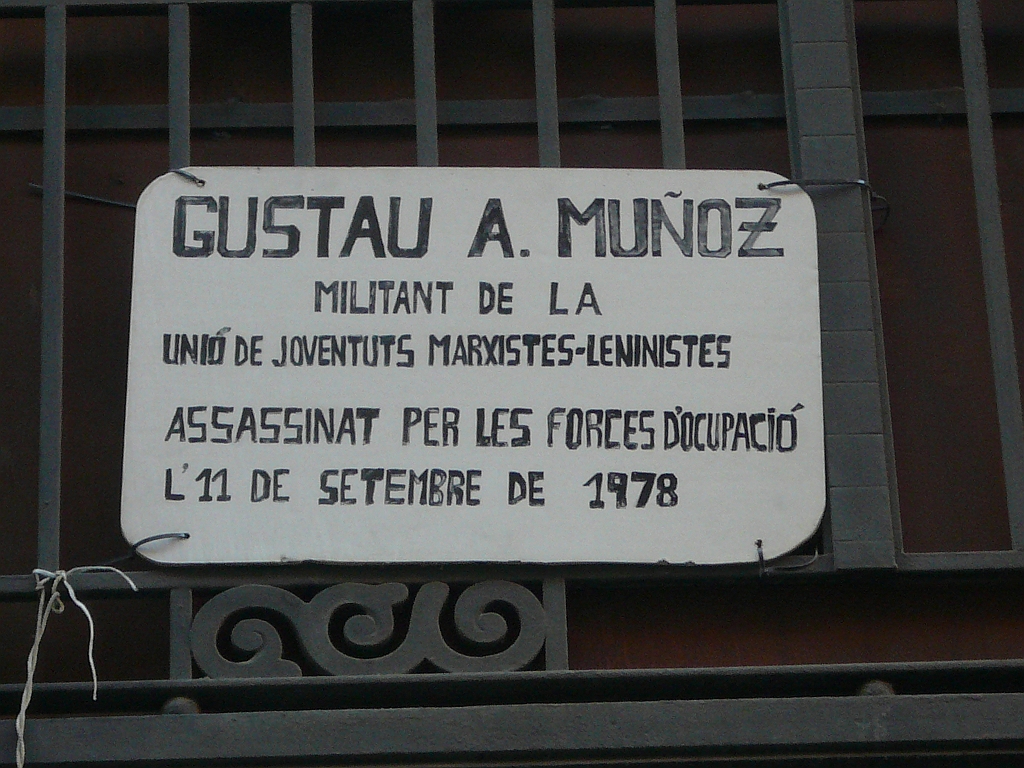 GUSTAU A. MUÑOZ
MILITANT DE LA
UNIÓ DE JOVENTUTS MARXISTES-LENINISTES
ASSASSINAT PER LES FORCES D'OCUPACIÓ
L'11 DE SETEMBRE DE 1978